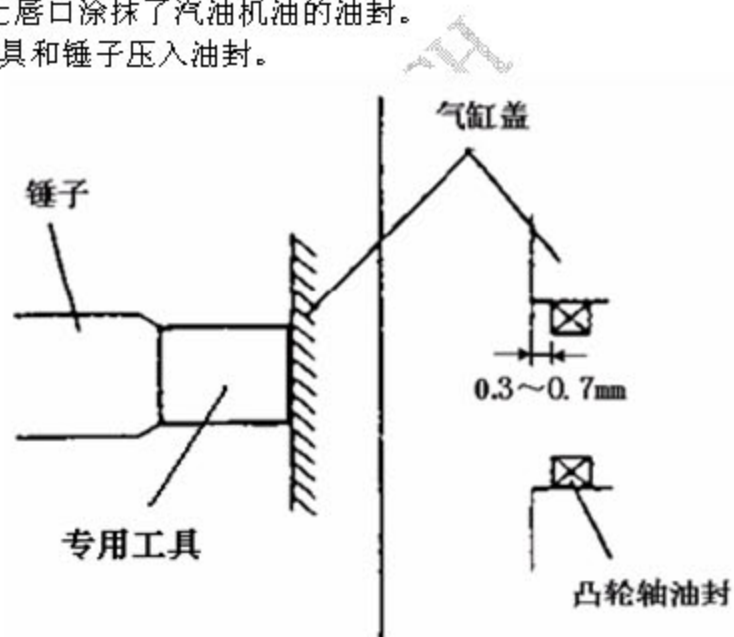 唇口涂抹了汽油机油的油封。
具和锤子压入油封。
气缸盖
锤子
0.3～0.7mm
专用工具
凸轮轴油封